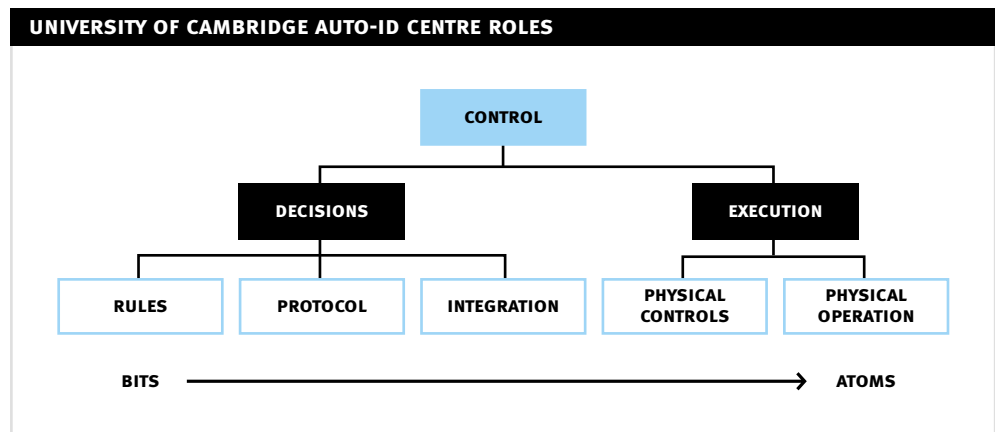 UNIVERSITY OF CAMBRIDGE AUTO-ID CENTRE ROLES
CONTROL
DECISIONS
EXECUTION
RULES
PROTOCOL
INTEGRATION
PHYSICAL
CONTROLS
PHYSICAL
OPERATION
BITS
ATOMS